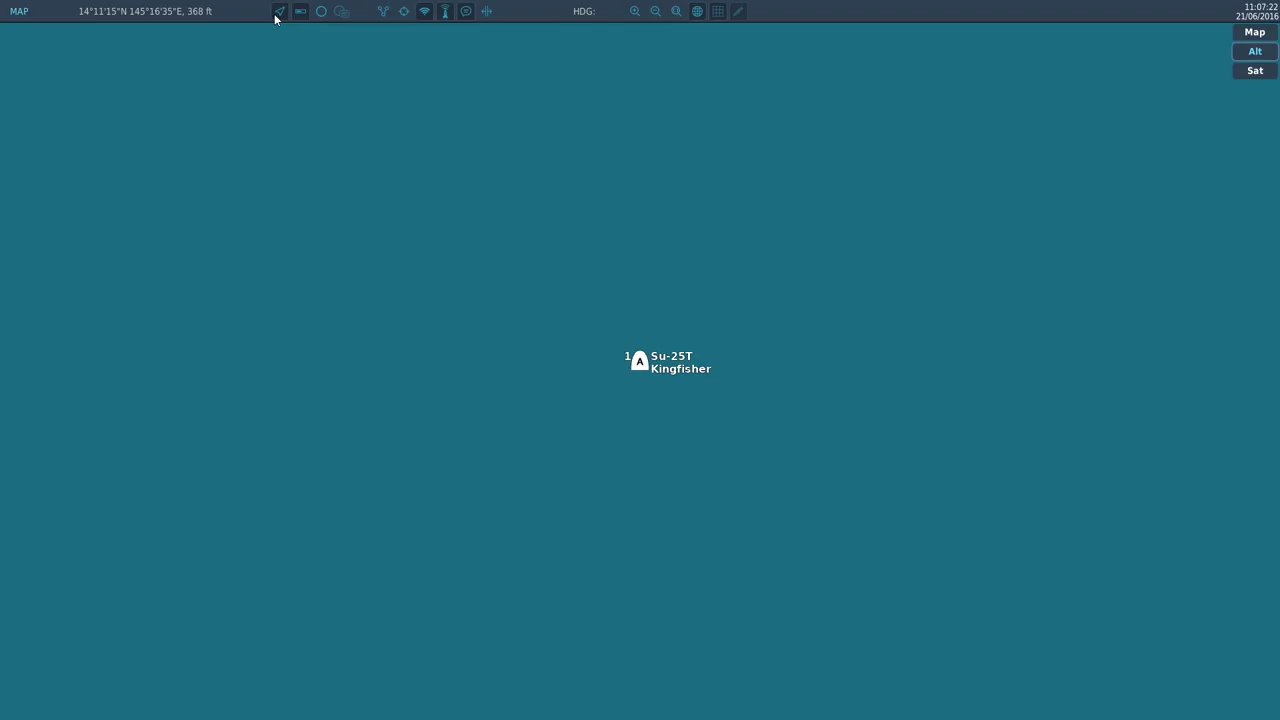 MAP 14°11'15"N 145°16'35"E, 368 ft HDG: 11:07:22
21/06/2016
Map
Alt
Sat
1 A Su-25T
Kingfisher